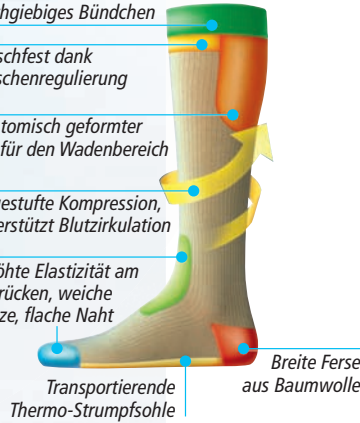 hgiebiges Bündchen
schfest dank
schenregulierung
tomisch geformter
für den Wadenbereich
estufte Kompression,
erstützt Blutzirkulation
öhte Elastizität am
rücken, weiche
ze, flache Naht
Transportierende
Thermo-Strumpfsohle
Breite Ferse
aus Baumwolle